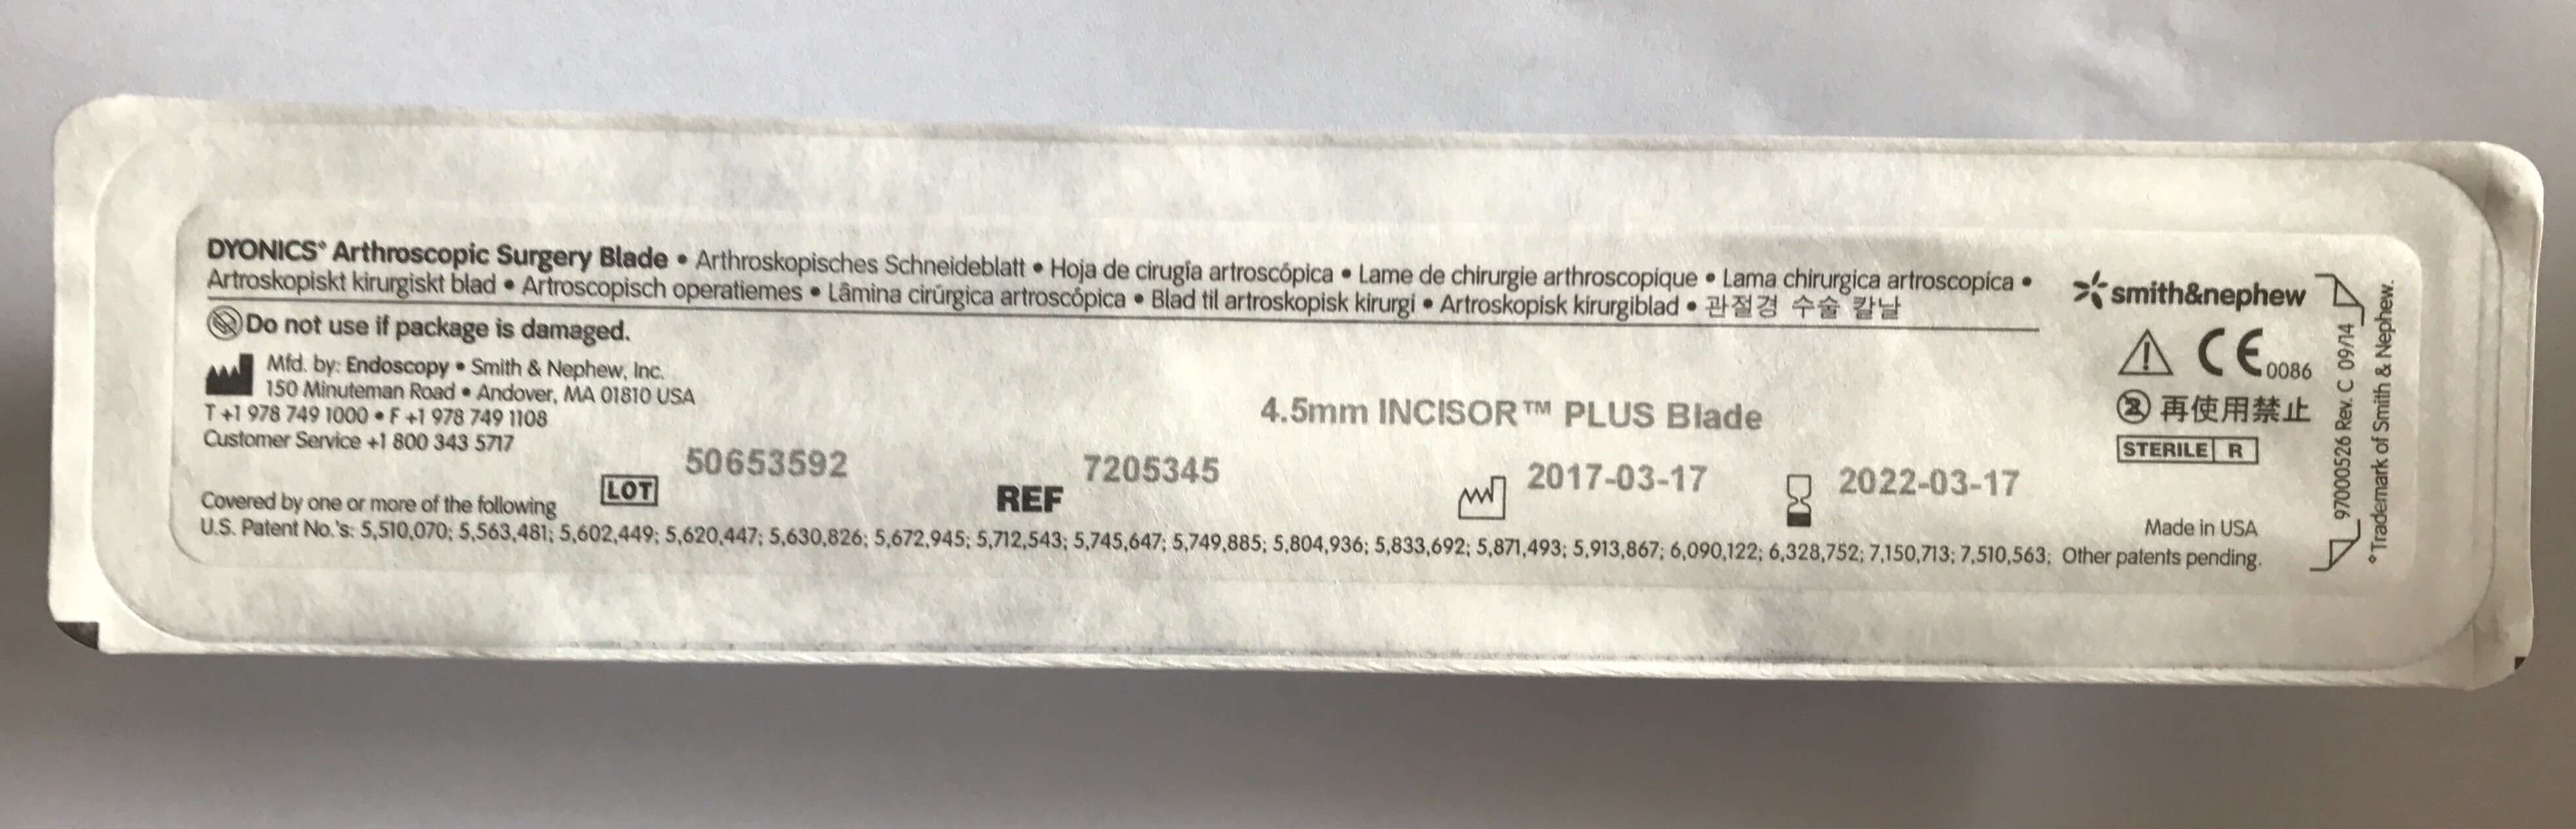 DYONICS° Arthroscopic Surgery Blade • Arthroskopisches Schneideblatt • Hoja de cirugía artroscópica • Lame de chirurgie arthroscopique • Lama chirurgica artroscopica •
Artroskopiskt kirurgiskt blad • Artroscopisch operatiemes • Lâmina cirúrgica artroscópica • Blad til artroskopisk kirurgi • Artroskopisk kirurgiblad • 관절경 수술 칼날
Do not use if package is damaged.
Mfd. by: Endoscopy • Smith & Nephew, Inc.
150 Minuteman Road • Andover, MA 01810 USA
T +1 978 749 1000 • F +1 978 749 1108
Customer Service +1 800 343 5717
4.5mm INCISOR™ PLUS Blade
LOT 50653592
REF 7205345
2017-03-17
2022-03-17
Covered by one or more of the following
U.S. Patent No.'s: 5,510,070; 5,563,481; 5,602,449; 5,620,447; 5,630,826; 5,672,945; 5,712,543; 5,745,647; 5,749,885; 5,804,936; 5,833,692; 5,871,493; 5,913,867; 6,090,122; 6,328,752; 7,150,713; 7,510,563; Other patents pending.
smith&nephew
CE 0086
2 再使用禁止
STERILE R
Made in USA
97000526 Rev. C 09/14
°Trademark of Smith & Nephew.